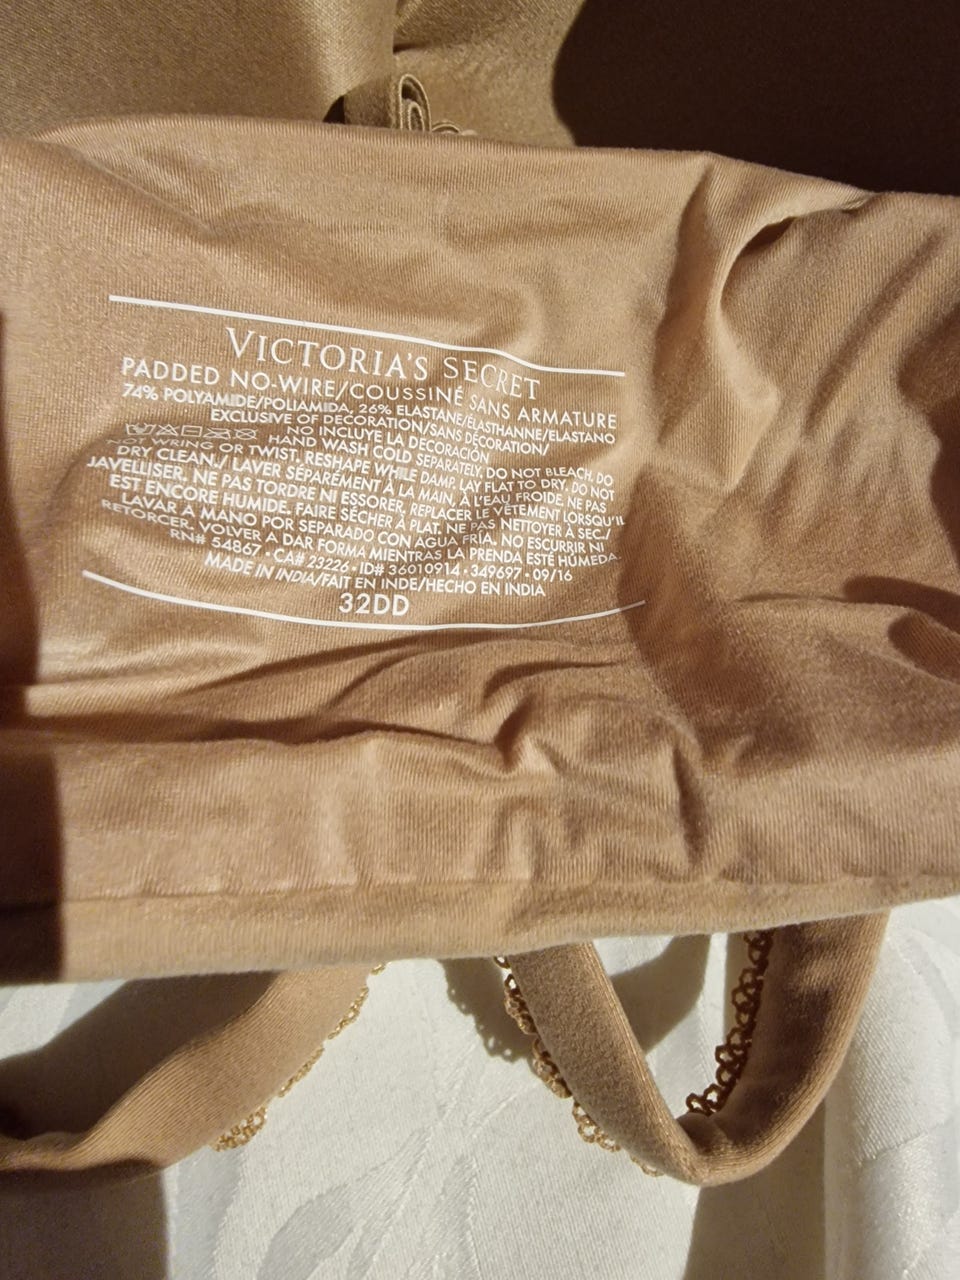 VICTORIA'S SECRET
PADDED NO-WIRE/COUSSINÉ SANS ARMATURE
74% POLYAMIDE/POLIAMIDA, 26% ELASTANE/ÉLASTHANNE/ELASTANO
EXCLUSIVE OF DECORATION/SANS DÉCORATION/
NO INCLUYE LA DECORACIÓN
HAND WASH COLD SEPARATELY. DO NOT BLEACH. DO
NOT WRING OR TWIST. RESHAPE WHILE DAMP. LAY FLAT TO DRY. DO NOT
DRY CLEAN./ LAVER SÉPARÉMENT À LA MAIN, À L'EAU FROIDE. NE PAS
JAVELLISER. NE PAS TORDRE NI ESSORER. REPLACER LE VÊTEMENT LORSQU'IL
EST ENCORE HUMIDE. FAIRE SÉCHER À PLAT. NE PAS NETTOYER À SEC./
LAVAR A MANO POR SEPARADO CON AGUA FRÍA. NO ESCURRIR NI
RETORCER. VOLVER A DAR FORMA MIENTRAS LA PRENDA ESTÉ HÚMEDA.
RN# 54867 • CA# 23226 • ID# 36010914 • 349697 • 09/16
MADE IN INDIA/FAIT EN INDE/HECHO EN INDIA
32DD